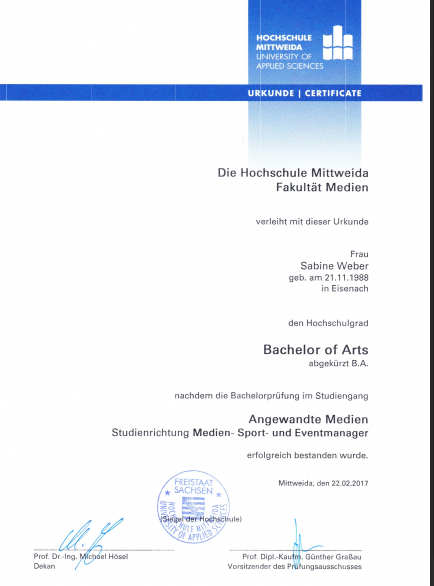 HOCHSCHULE
MITTWEIDA
UNIVERSITY OF
APPLIED SCIENCES
URKUNDE | CERTIFICATE
Die Hochschule Mittweida
Fakultät Medien
verleiht mit dieser Urkunde
Frau
Sabine Weber
geb. am 21.11.1988
in Eisenach
den Hochschulgrad
Bachelor of Arts
abgekürzt B.A.
nachdem die Bachelorprüfung im Studiengang
Angewandte Medien
Studienrichtung Medien- Sport- und Eventmanager
erfolgreich bestanden wurde.
Mittweida, den 22.02.2017
FREISTAAT
SACHSEN
(Siegel der Hochschule)
HOCHSCHULE MITTWEIDA
UNIVERSITY OF APPLIED SCIENCES
Prof. Dr.-Ing. Michael Hösel
Dekan
Prof. Dipl.-Kaufm. Günther Graßau
Vorsitzender des Prüfungsausschusses